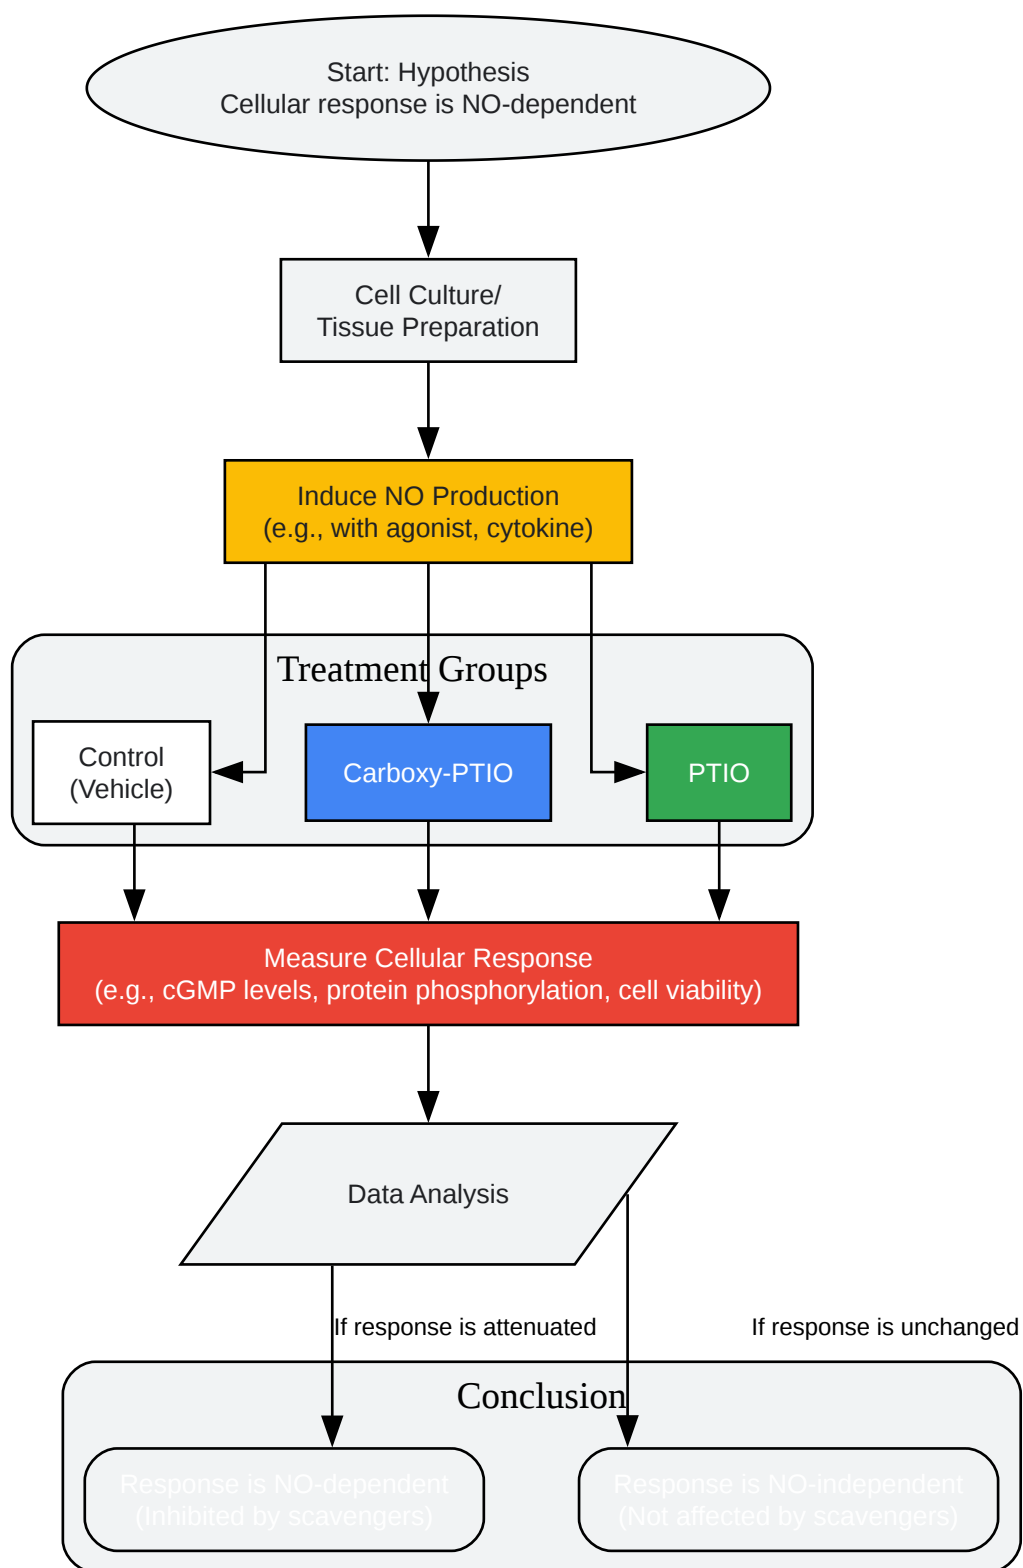 Start: Hypothesis
Cellular response is NO-dependent
Cell Culture/
Tissue Preparation
Induce NO Production
(e.g., with agonist, cytokine)
Treatment Groups
Control
(Vehicle)
Carboxy-PTIO
PTIO
Measure Cellular Response
(e.g., cGMP levels, protein phosphorylation, cell viability)
Data Analysis
If response is attenuated
If response is unchanged
Conclusion
Response is NO-dependent
(Inhibited by scavengers)
Response is NO-independent
(Not affected by scavengers)